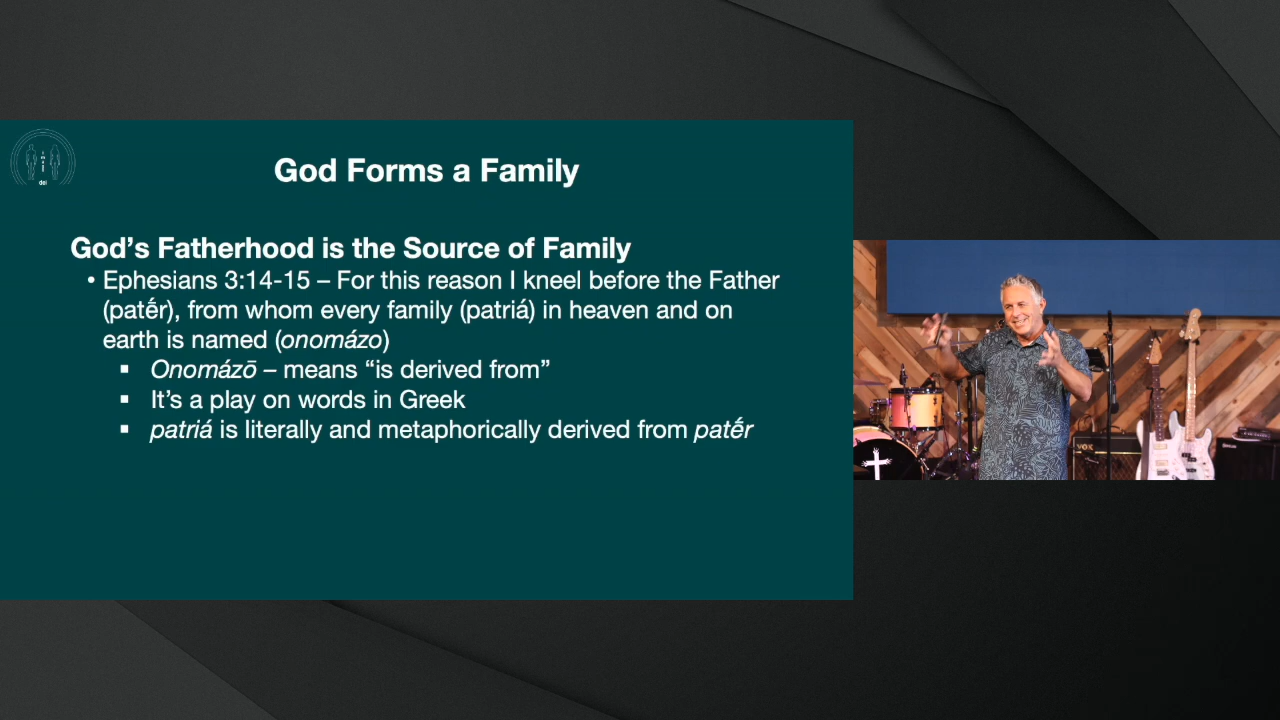 God Forms a Family
God’s Fatherhood is the Source of Family
• Ephesians 3:14-15 – For this reason I kneel before the Father
(patḗr), from whom every family (patriá) in heaven and on
earth is named (onomázo)
▪ Onomázō – means “is derived from”
▪ It’s a play on words in Greek
▪ patriá is literally and metaphorically derived from patḗr
dei
VOX